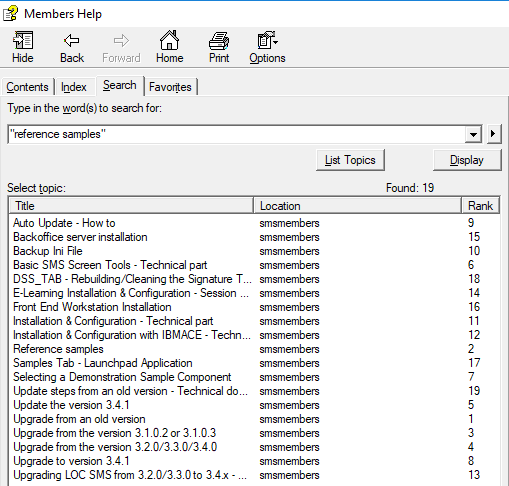 Members Help
Hide Back Forward Home Print Options
Contents Index Search Favorites
Type in the word(s) to search for:
"reference samples"
List Topics Display
Select topic: Found: 19
Title Location Rank
Auto Update - How to smsmembers 9
Backoffice server installation smsmembers 15
Backup Ini File smsmembers 10
Basic SMS Screen Tools - Technical part smsmembers 6
DSS_TAB - Rebuilding/Cleaning the Signature T... smsmembers 18
E-Learning Installation & Configuration - Session ... smsmembers 14
Front End Workstation Installation smsmembers 16
Installation & Configuration - Technical part smsmembers 11
Installation & Configuration with IBMACE - Techn... smsmembers 12
Reference samples smsmembers 2
Samples Tab - Launchpad Application smsmembers 17
Selecting a Demonstration Sample Component smsmembers 7
Update steps from an old version - Technical do... smsmembers 19
Update the version 3.4.1 smsmembers 5
Upgrade from an old version smsmembers 1
Upgrade from the version 3.1.0.2 or 3.1.0.3 smsmembers 3
Upgrade from the version 3.2.0/3.3.0/3.4.0 smsmembers 4
Upgrade to version 3.4.1 smsmembers 8
Upgrading LOC SMS from 3.2.0/3.3.0 to 3.4.x - ... smsmembers 13